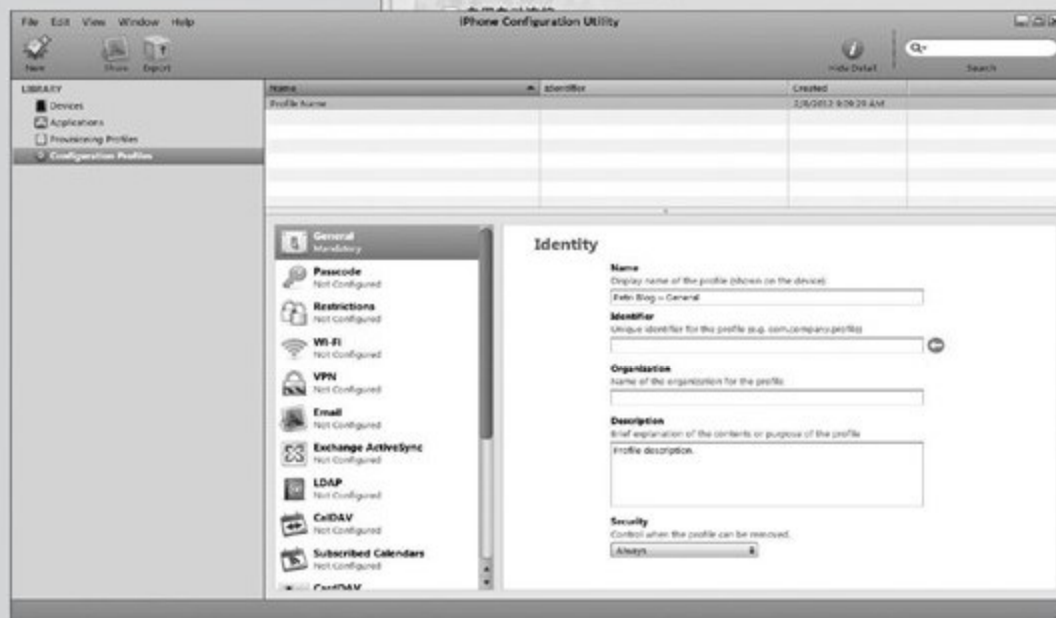 iPhone Configuration Utility
File Edit View Window Help
New Share Export
Hide Detail
Search
LIBRARY
Devices
Applications
Provisioning Profiles
Configuration Profiles
Name Identifier Created
Profile Name
General
Mandatory
Passcode
Not Configured
Restrictions
Not Configured
Wi-Fi
Not Configured
VPN
Not Configured
Email
Not Configured
Exchange ActiveSync
Not Configured
LDAP
Not Configured
CalDAV
Not Configured
Subscribed Calendars
Not Configured
CardDAV
Identity
Name
Display name of the profile (shown on the device)
Blog – General
Identifier
Unique identifier for the profile (e.g. com.company.profile)
Organization
Name of the organization for the profile
Description
Brief explanation of the contents or purpose of the profile
Profile description.
Security
Control when the profile can be removed.
Always